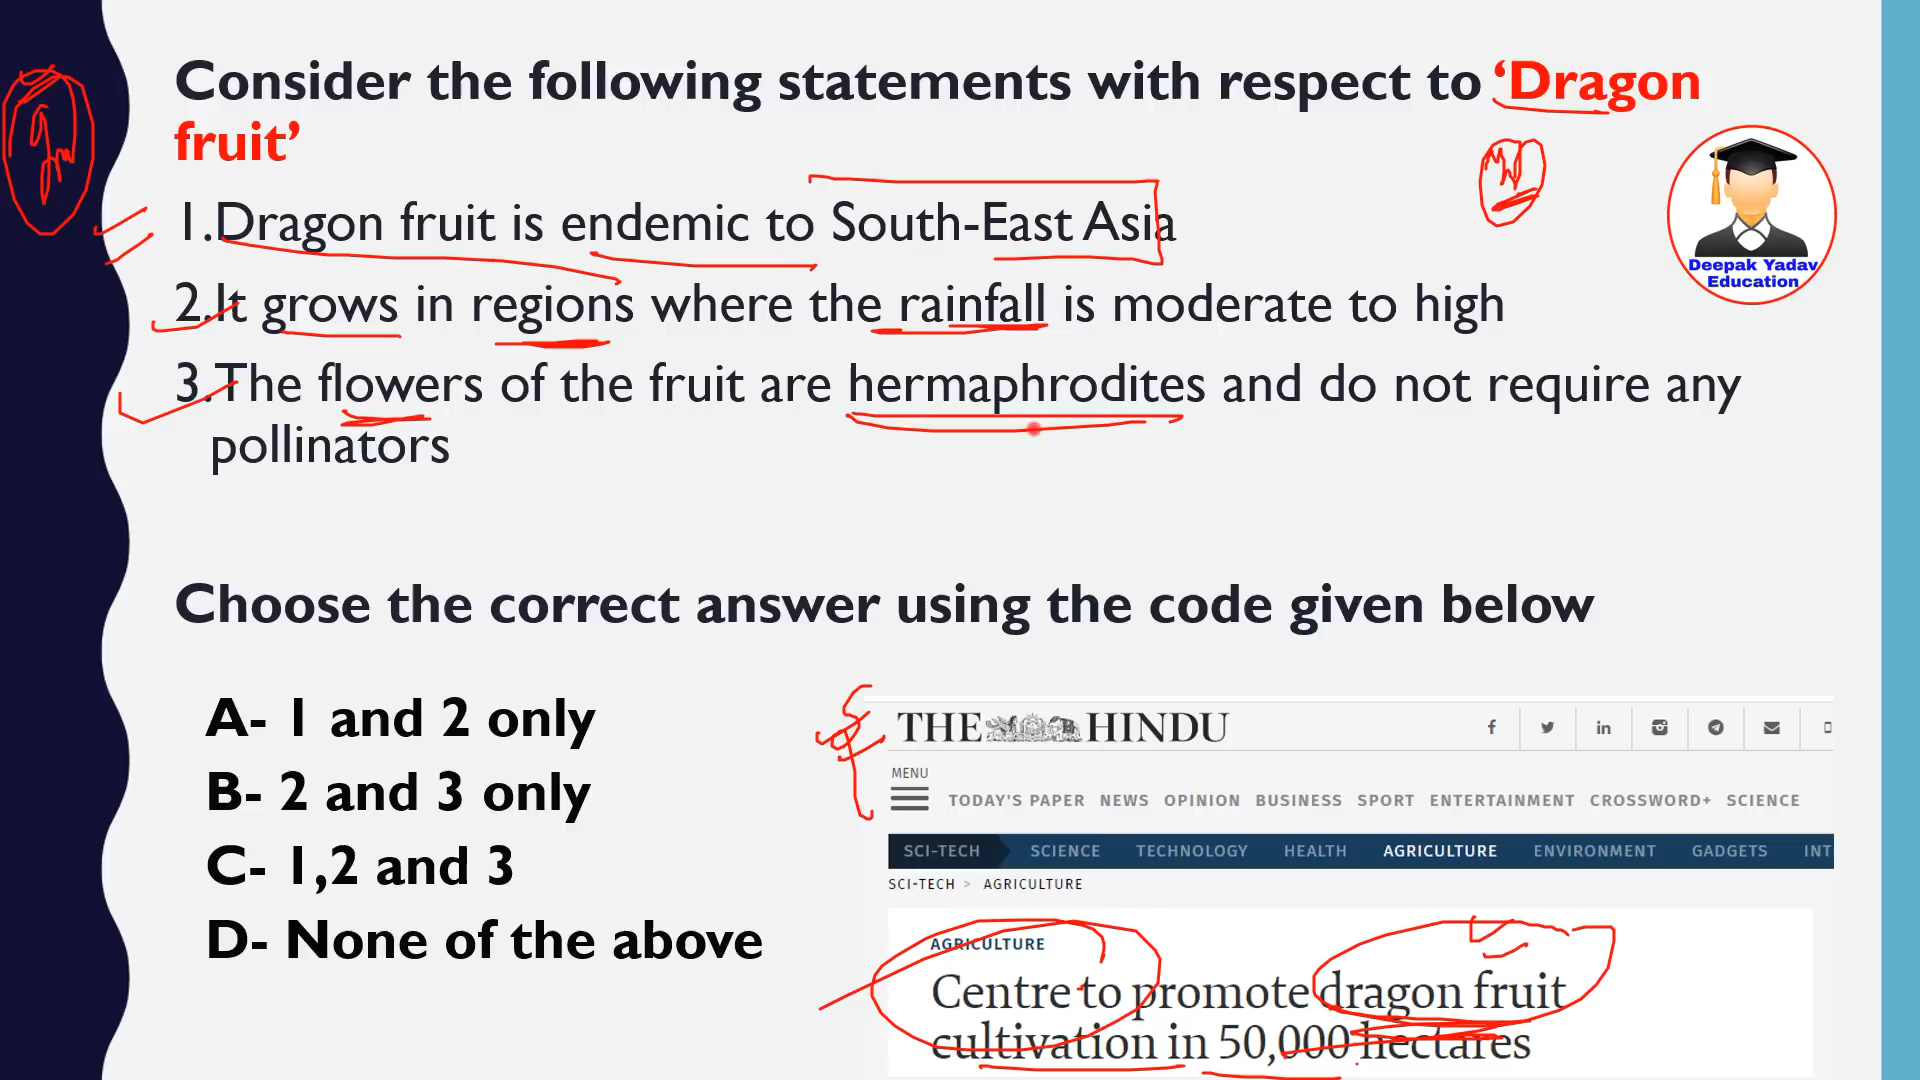 Consider the following statements with respect to ‘Dragon
fruit’
1.Dragon fruit is endemic to South-East Asia
2.It grows in regions where the rainfall is moderate to high
3.The flowers of the fruit are hermaphrodites and do not require any
pollinators
Deepak Yadav
Education
Choose the correct answer using the code given below
A- 1 and 2 only
B- 2 and 3 only
C- 1,2 and 3
D- None of the above
THE HINDU
MENU
TODAY'S PAPER NEWS OPINION BUSINESS SPORT ENTERTAINMENT CROSSWORD+ SCIENCE
SCI-TECH SCIENCE TECHNOLOGY HEALTH AGRICULTURE ENVIRONMENT GADGETS INT
SCI-TECH > AGRICULTURE
AGRICULTURE
Centre to promote dragon fruit
cultivation in 50,000 hectares